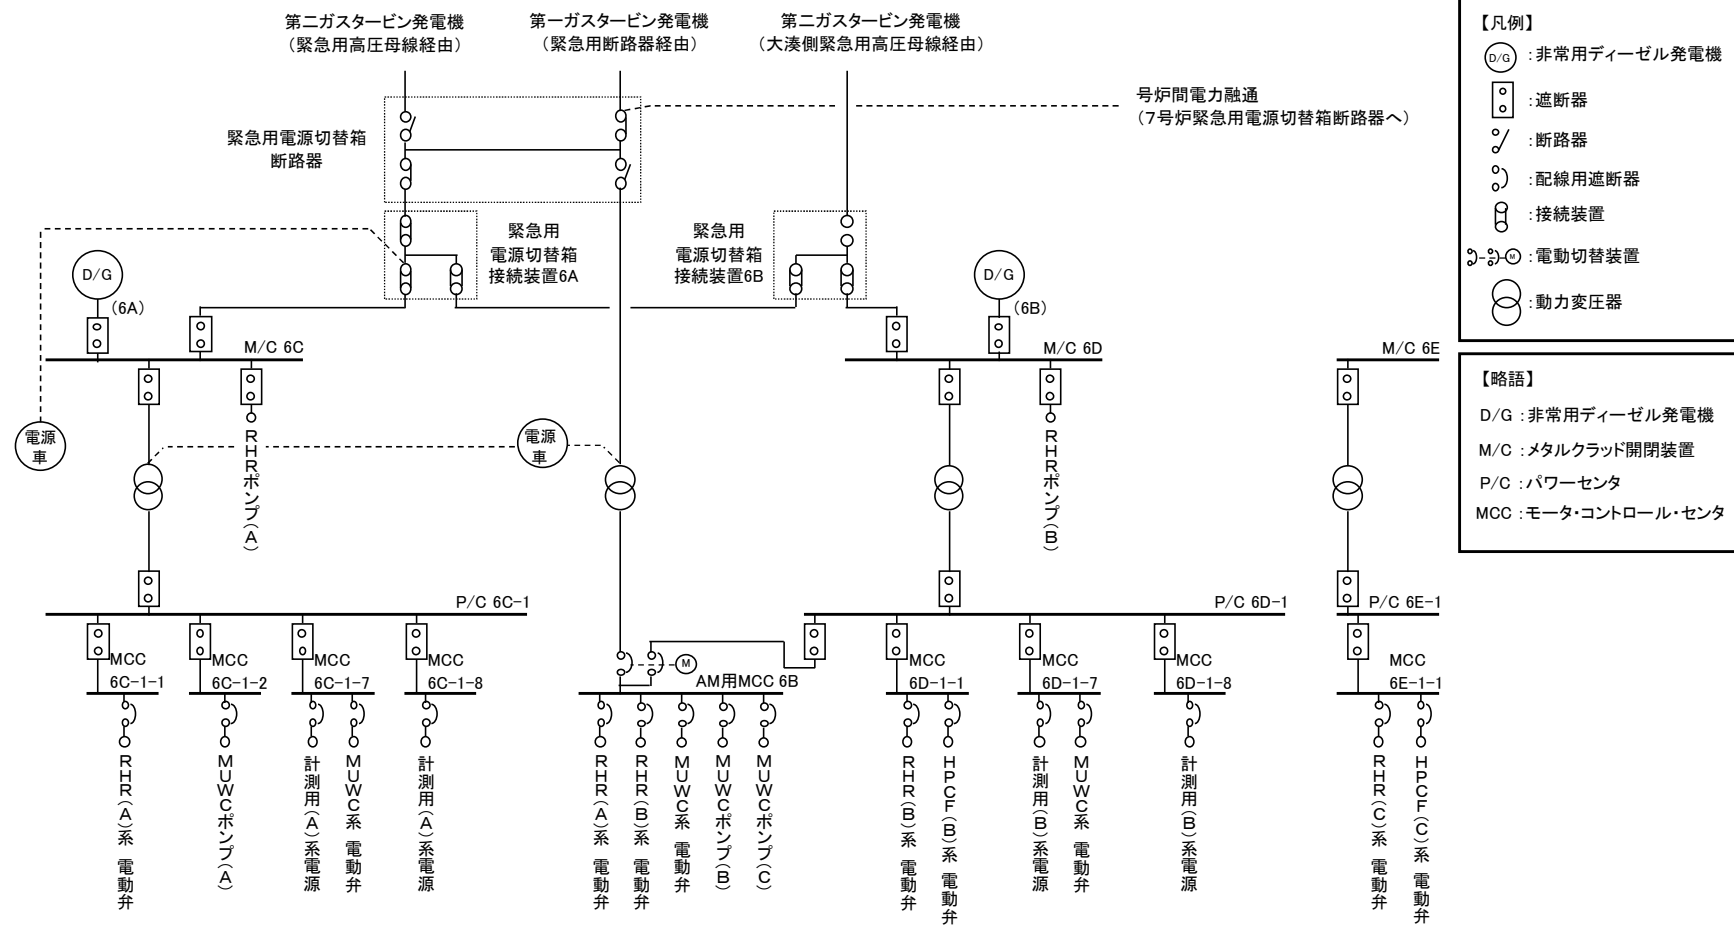 第二ガスタービン発電機
（緊急用高圧母線経由）
第一ガスタービン発電機
（緊急用断路器経由）
第二ガスタービン発電機
（大湊側緊急用高圧母線経由）
号炉間電力融通
（７号炉緊急用電源切替箱断路器へ）
緊急用電源切替箱
断路器
緊急用
電源切替箱
接続装置6A
緊急用
電源切替箱
接続装置6B
D/G
(6A)
D/G
(6B)
M/C 6C
M/C 6D
M/C 6E
電源
車
電源
車
RHRポンプ(A)
RHRポンプ(B)
P/C 6C-1
P/C 6D-1
P/C 6E-1
MCC
6C-1-1
MCC
6C-1-2
MCC
6C-1-7
MCC
6C-1-8
M
AM用MCC 6B
MCC
6D-1-1
MCC
6D-1-7
MCC
6D-1-8
MCC
6E-1-1
RHR(A)系 電動弁
MUWCポンプ(A)
計測用(A)系電源
MUWC系 電動弁
計測用(A)系電源
RHR(A)系 電動弁
RHR(B)系 電動弁
MUWC系 電動弁
MUWCポンプ(B)
MUWCポンプ(C)
RHR(B)系 電動弁
HPCF(B)系 電動弁
計測用(B)系電源
MUWC系 電動弁
計測用(B)系電源
RHR(C)系 電動弁
HPCF(C)系 電動弁
【凡例】
D/G ：非常用ディーゼル発電機
：遮断器
：断路器
：配線用遮断器
：接続装置
M ：電動切替装置
：動力変圧器
【略語】
D/G ：非常用ディーゼル発電機
M/C ：メタルクラッド開閉装置
P/C ：パワーセンタ
MCC ：モータ・コントロール・センタ